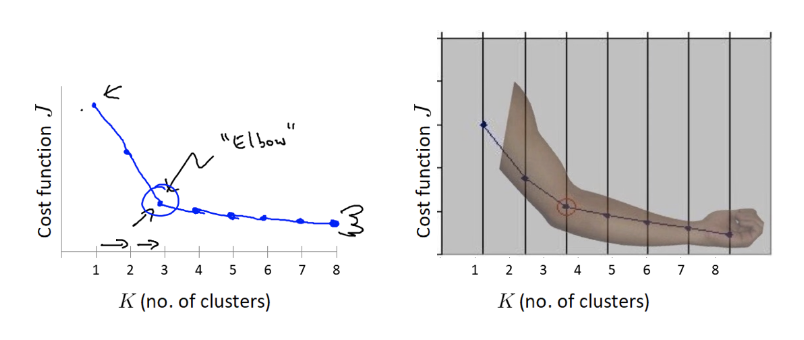 "Elbow"
Cost function J
1 2 3 4 5 6 7 8
K (no. of clusters)
Cost function J
1 2 3 4 5 6 7 8
K (no. of clusters)